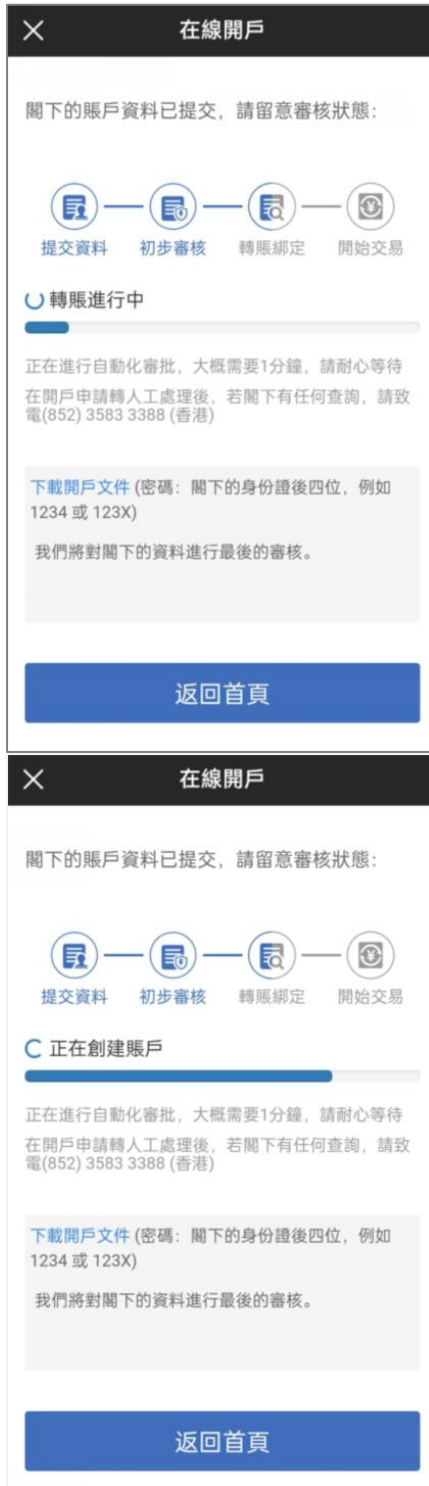 在線開戶
閣下的賬戶資料已提交，請留意審核狀態：
提交資料 初步審核 轉賬綁定 開始交易
轉賬進行中
正在進行自動化審批，大概需要1分鐘，請耐心等待
在開戶申請轉人工處理後，若閣下有任何查詢，請致
電(852) 3583 3388 (香港)
下載開戶文件 (密碼：閣下的身份證後四位，例如
1234 或 123X)
我們將對閣下的資料進行最後的審核。
返回首頁
在線開戶
閣下的賬戶資料已提交，請留意審核狀態：
提交資料 初步審核 轉賬綁定 開始交易
正在創建賬戶
正在進行自動化審批，大概需要1分鐘，請耐心等待
在開戶申請轉人工處理後，若閣下有任何查詢，請致
電(852) 3583 3388 (香港)
下載開戶文件 (密碼：閣下的身份證後四位，例如
1234 或 123X)
我們將對閣下的資料進行最後的審核。
返回首頁